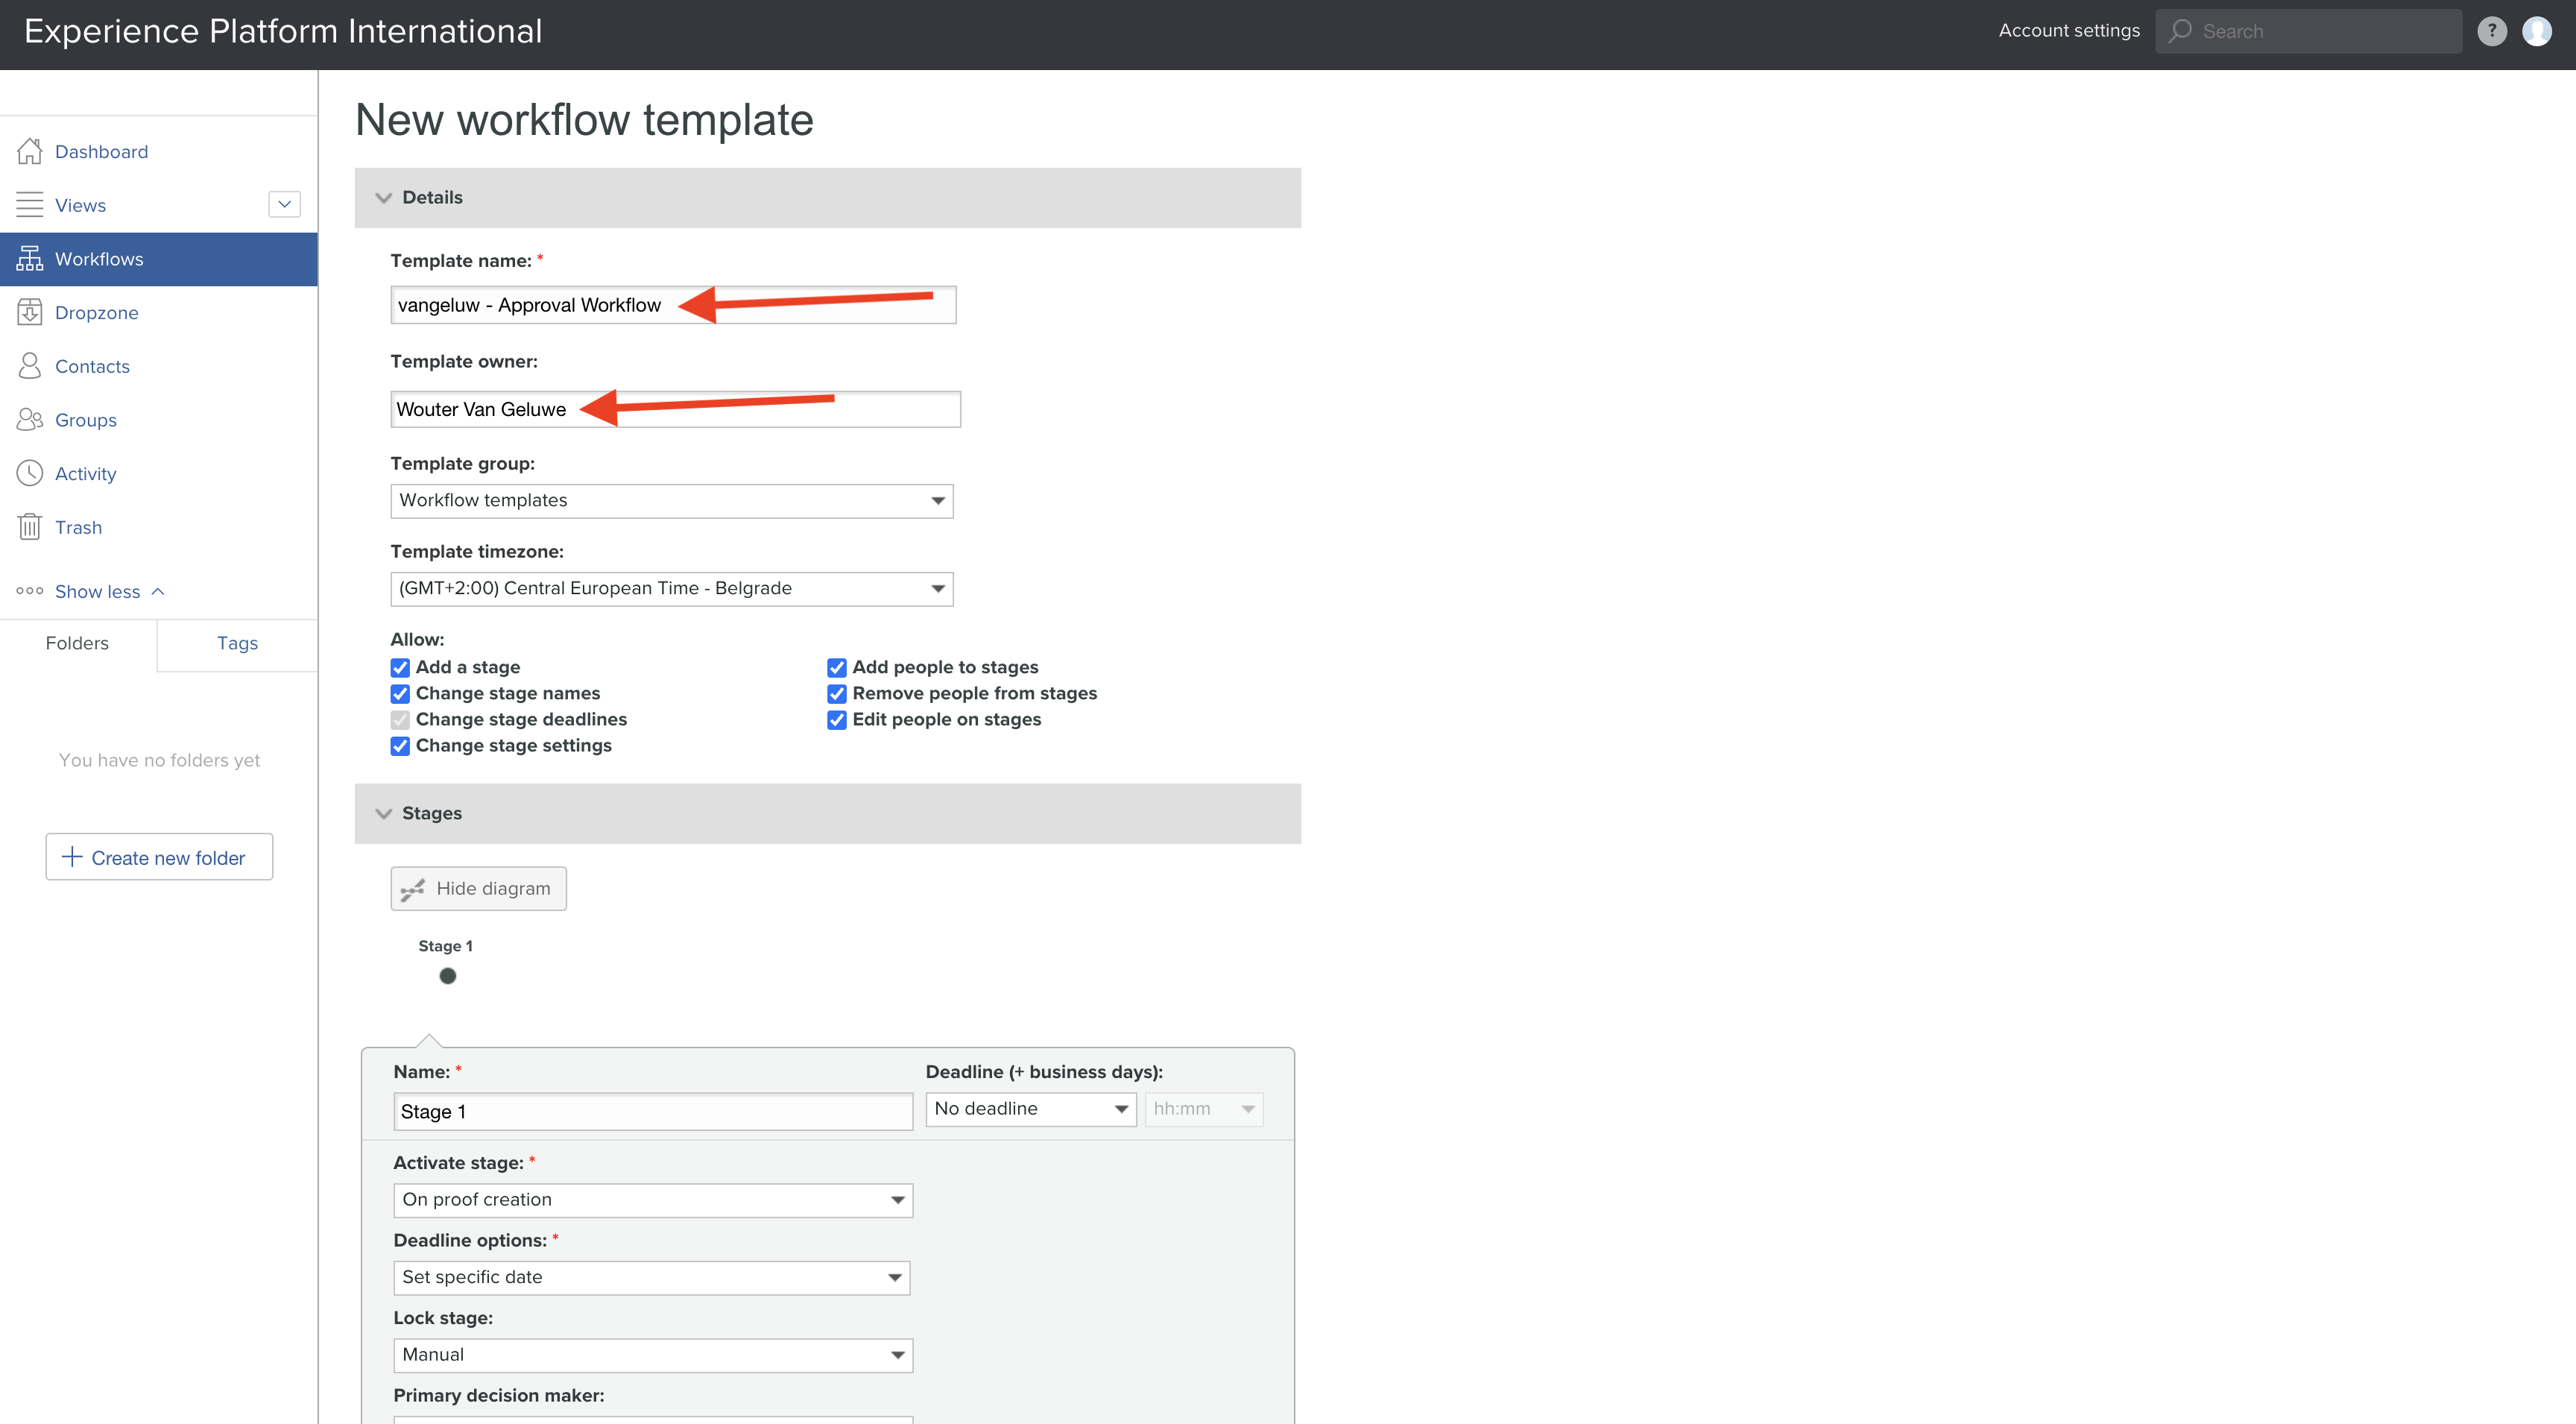 Experience Platform International
Account settings
Search
?
Dashboard
Views
Workflows
Dropzone
Contacts
Groups
Activity
Trash
Show less
Folders
Tags
You have no folders yet
Create new folder
New workflow template
Details
Template name: *
vangeluw - Approval Workflow
Template owner:
Wouter Van Geluwe
Template group:
Workflow templates
Template timezone:
(GMT+2:00) Central European Time - Belgrade
Allow:
Add a stage
Add people to stages
Change stage names
Remove people from stages
Change stage deadlines
Edit people on stages
Change stage settings
Stages
Hide diagram
Stage 1
Name: *
Deadline (+ business days):
Stage 1
No deadline
hh:mm
Activate stage: *
On proof creation
Deadline options: *
Set specific date
Lock stage:
Manual
Primary decision maker: